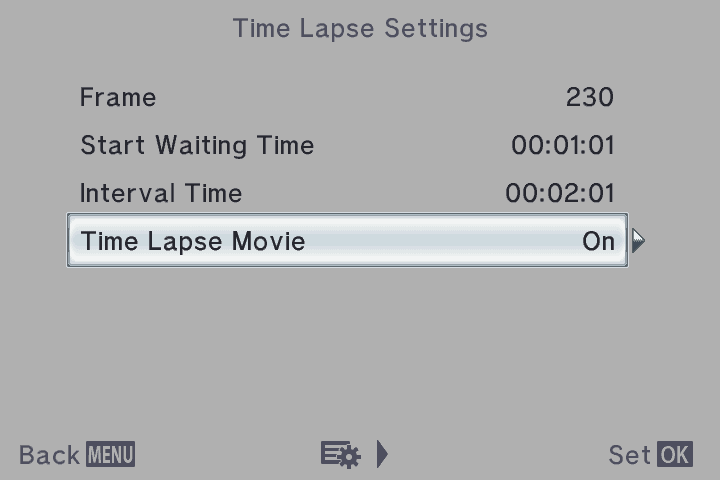 Time Lapse Settings
Frame 230
Start Waiting Time 00:01:01
Interval Time 00:02:01
Time Lapse Movie On
Back MENU Set OK